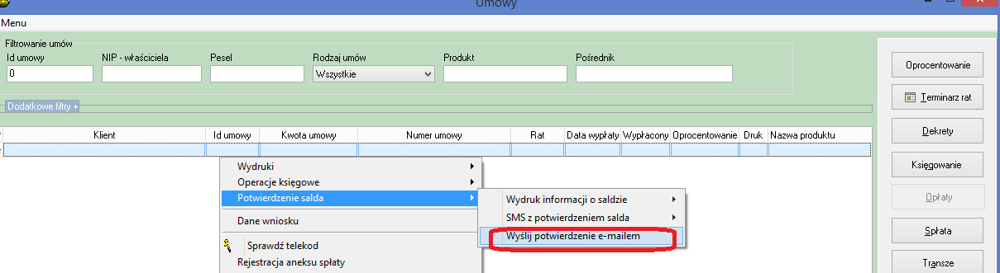 Umowy
Menu
Filtrowanie umów
Id umowy NIP - właściciela Pesel Rodzaj umów Produkt Pośrednik
0 Wszystkie
Dodatkowe filtry +
Klient Id umowy Kwota umowy Numer umowy Rat Data wypłaty Wypłacony Oprocentowanie Druk Nazwa produktu
Wydruki
Operacje księgowe
Potwierdzenie salda
Dane wniosku
Sprawdź telekod
Rejestracja aneksu spłaty
Wydruk informacji o saldzie
SMS z potwierdzeniem salda
Wyślij potwierdzenie e-mailem
Oprocentowanie
Terminarz rat
Dekrety
Księgowanie
Opłaty
Spłata
Transze